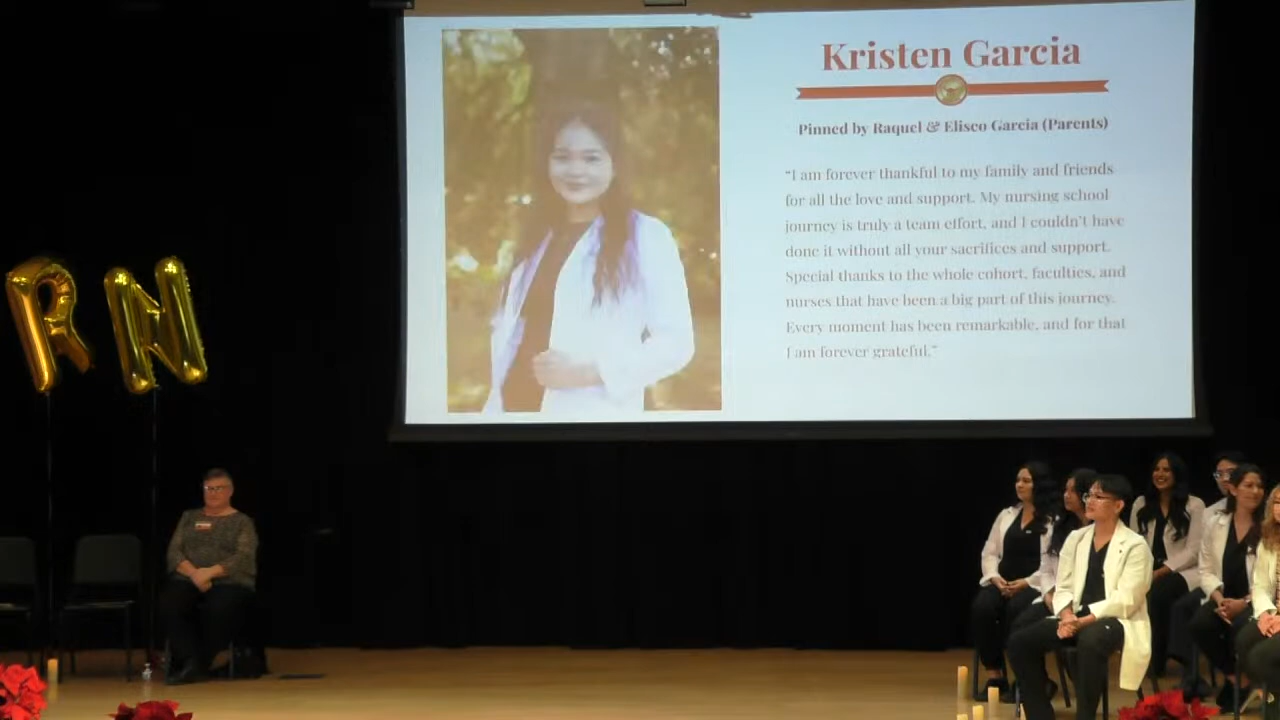 Kristen Garcia
Pinned by Raquel & Eliseo Garcia (Parents)
“I am forever thankful to my family and friends
for all the love and support. My nursing school
journey is truly a team effort, and I couldn’t have
done it without all your sacrifices and support.
Special thanks to the whole cohort, faculties, and
nurses that have been a big part of this journey.
Every moment has been remarkable, and for that
I am forever grateful.”
RN